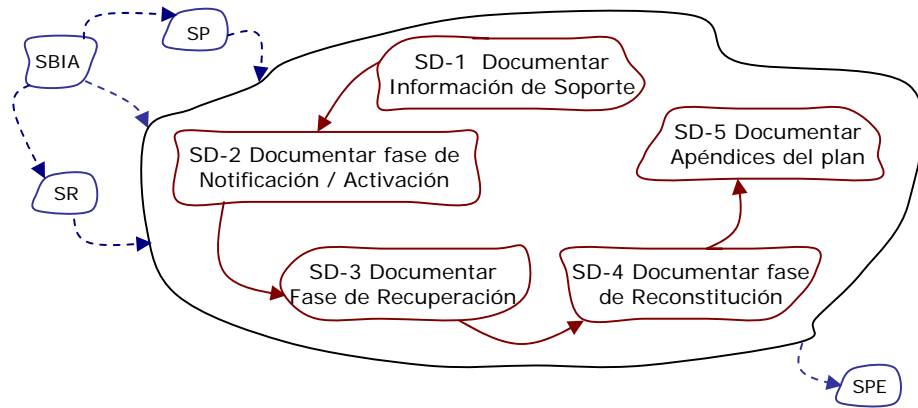 SP
SBIA
SD-1 Documentar
Información de Soporte
SD-5 Documentar
Apéndices del plan
SD-2 Documentar fase de
Notificación / Activación
SR
SD-3 Documentar
Fase de Recuperación
SD-4 Documentar fase
de Reconstitución
SPE